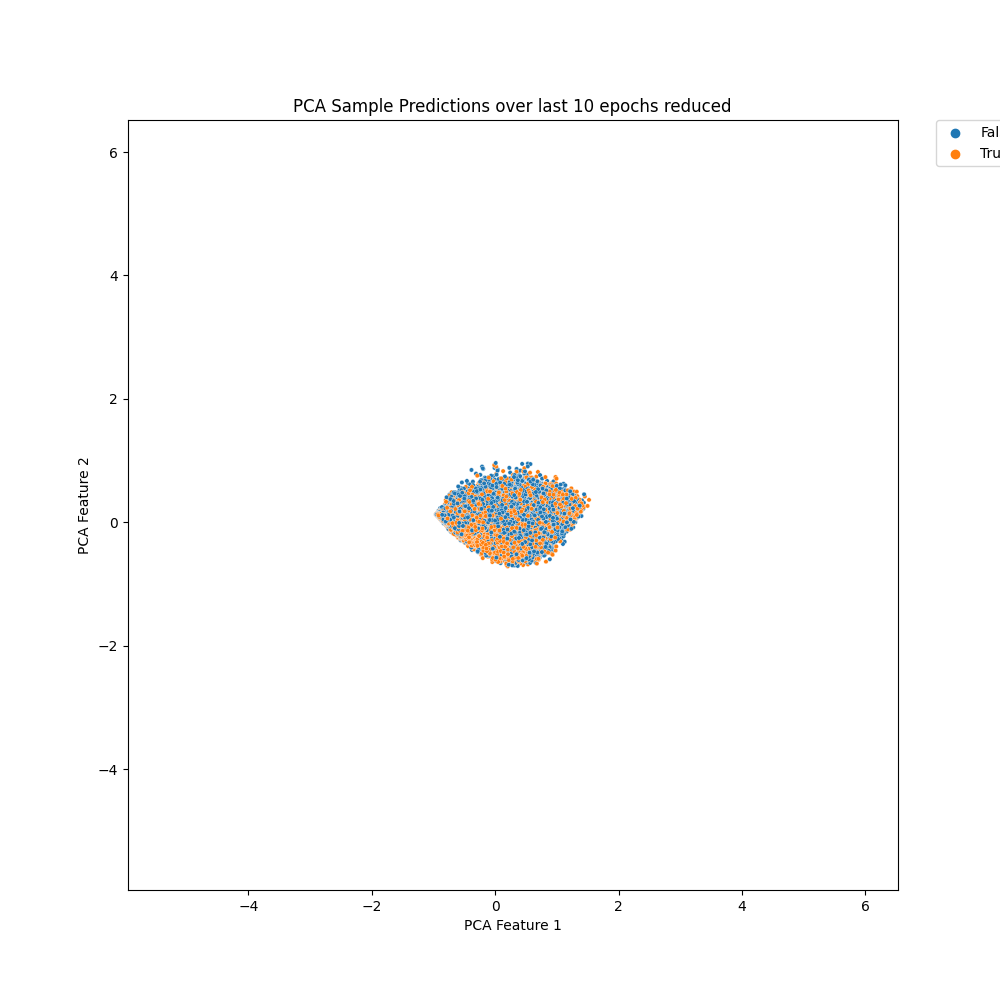 PCA Sample Predictions over last 10 epochs reduced
Fal
Tru
6
4
2
0
−2
−4
PCA Feature 2
−4 −2 0 2 4 6
PCA Feature 1